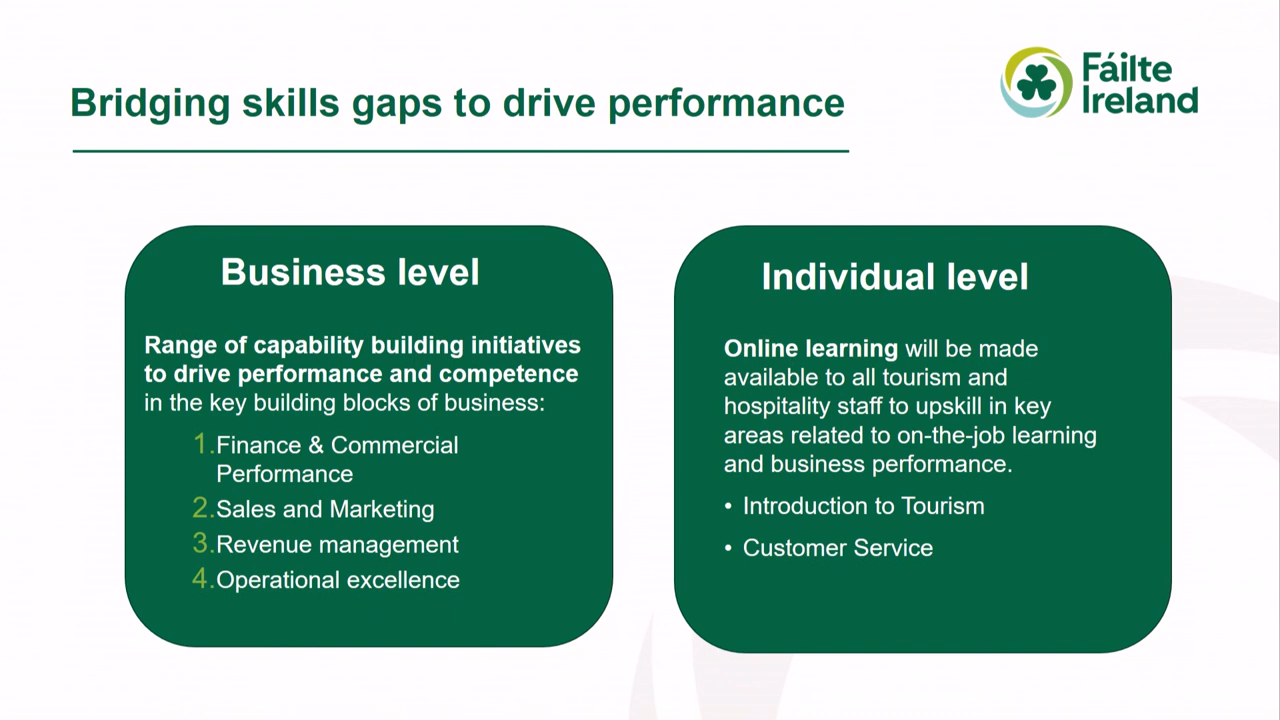 Bridging skills gaps to drive performance
Fáilte
Ireland
Business level
Range of capability building initiatives
to drive performance and competence
in the key building blocks of business:
1.Finance & Commercial
Performance
2.Sales and Marketing
3.Revenue management
4.Operational excellence
Individual level
Online learning will be made
available to all tourism and
hospitality staff to upskill in key
areas related to on-the-job learning
and business performance.
• Introduction to Tourism
• Customer Service